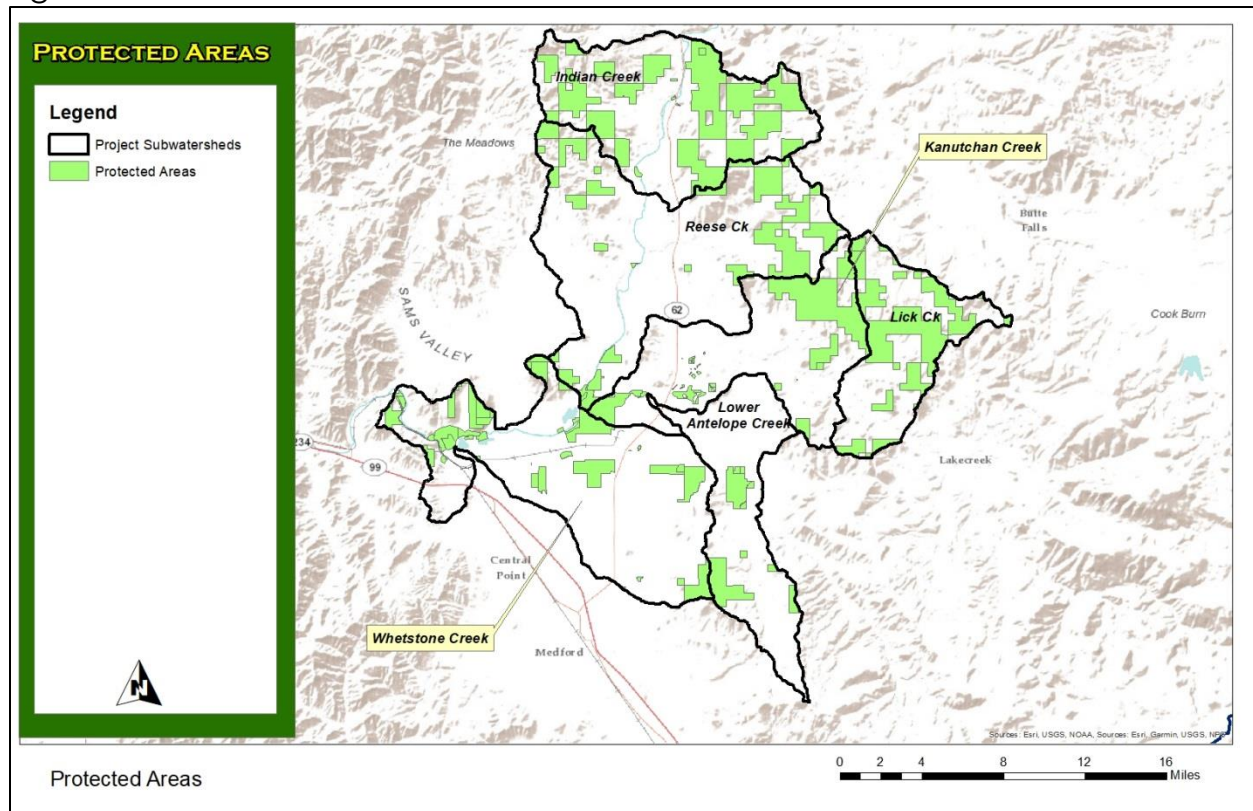 PROTECTED AREAS
Legend
Project Subwatersheds
Protected Areas
N
Indian Creek
The Meadows
Kanutchan Creek
Reese Ck
Butte
Falls
SAMS VALLEY
62
Lick Ck
Cook Burn
Lower
Antelope Creek
234
99
Lakecreek
Central
Point
Whetstone Creek
Medford
Sources: Esri, USGS, NOAA, Sources: Esri, Garmin, USGS, NPS
Protected Areas
0 2 4 8 12 16
Miles